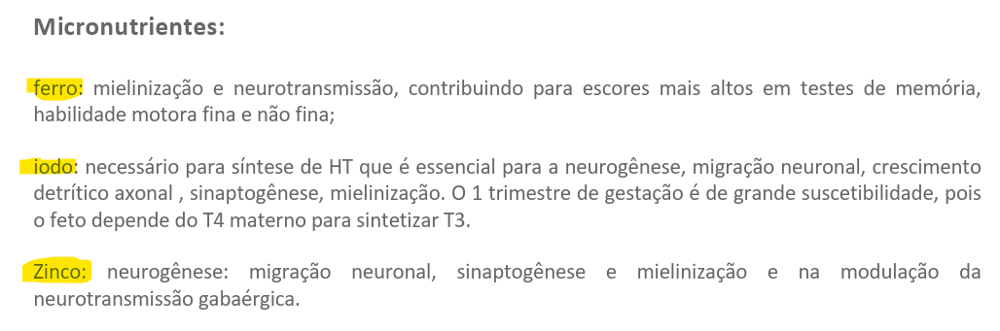 Micronutrientes:
ferro: mielinização e neurotransmissão, contribuindo para escores mais altos em testes de memória,
habilidade motora fina e não fina;
iodo: necessário para síntese de HT que é essencial para a neurogênese, migração neuronal, crescimento
detrítico axonal , sinaptogênese, mielinização. O 1 trimestre de gestação é de grande suscetibilidade, pois
o feto depende do T4 materno para sintetizar T3.
Zinco: neurogênese: migração neuronal, sinaptogênese e mielinização e na modulação da
neurotransmissão gabaérgica.